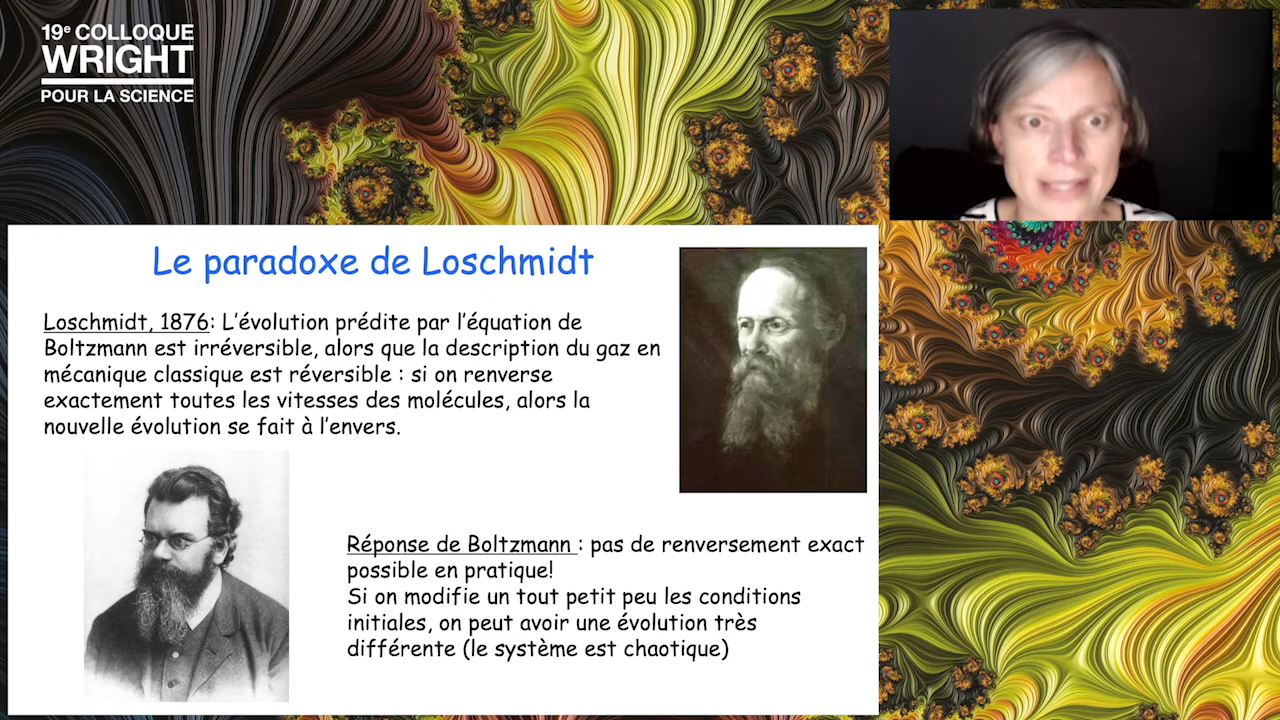 19e COLLOQUE
WRIGHT
POUR LA SCIENCE
Le paradoxe de Loschmidt
Loschmidt, 1876: L'évolution prédite par l'équation de
Boltzmann est irréversible, alors que la description du gaz en
mécanique classique est réversible : si on renverse
exactement toutes les vitesses des molécules, alors la
nouvelle évolution se fait à l'envers.
Réponse de Boltzmann : pas de renversement exact
possible en pratique!
Si on modifie un tout petit peu les conditions
initiales, on peut avoir une évolution très
différente (le système est chaotique)